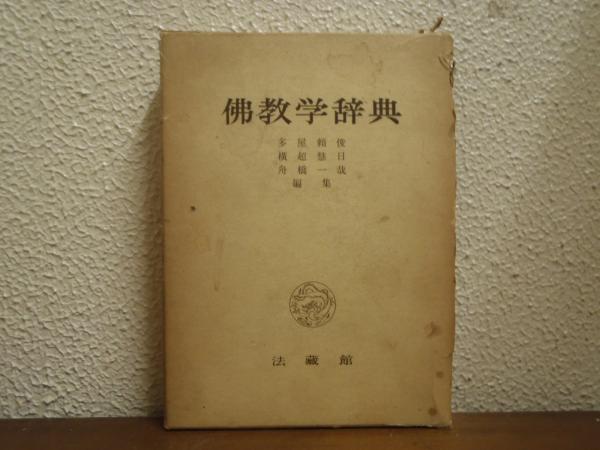 佛教学辞典
多屋頼俊
横超慧日
舟橋一哉
編集
法藏館